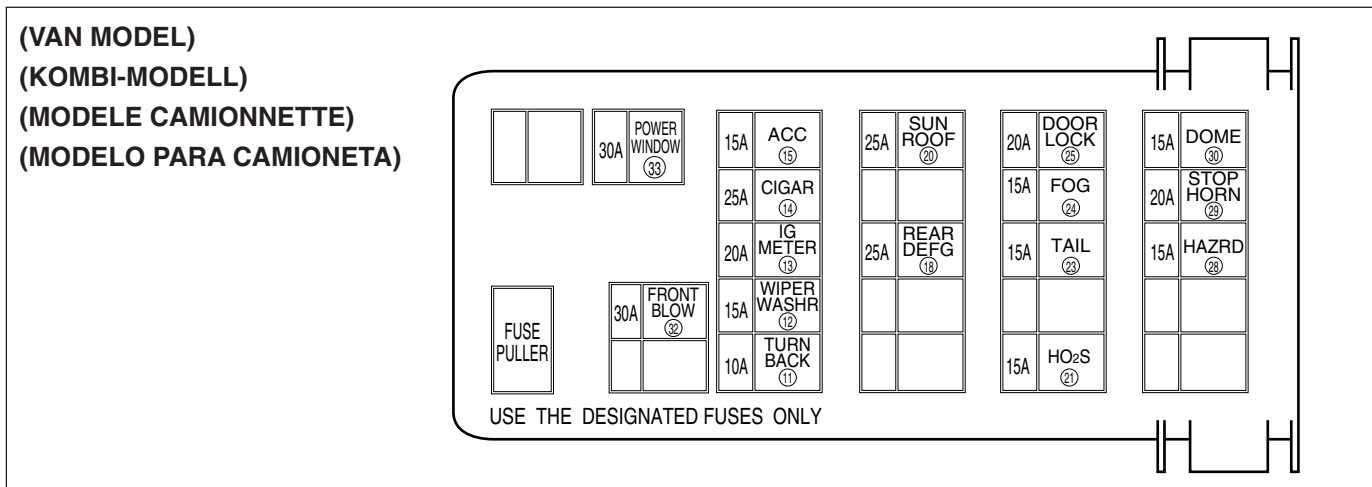 (VAN MODEL)
(KOMBI-MODELL)
(MODELE CAMIONNETTE)
(MODELO PARA CAMIONETA)
30A POWER WINDOW ㉝
FUSE PULLER
30A FRONT BLOW ㉜
15A ACC ⑮
25A CIGAR ⑭
20A IG METER ⑬
15A WIPER WASHR ⑫
10A TURN BACK ⑪
25A SUN ROOF ⑳
25A REAR DEFG ⑱
20A DOOR LOCK ㉕
15A FOG ㉔
15A TAIL ㉓
15A HO2S ㉑
15A DOME ㉚
20A STOP HORN ㉙
15A HAZRD ㉘
USE THE DESIGNATED FUSES ONLY